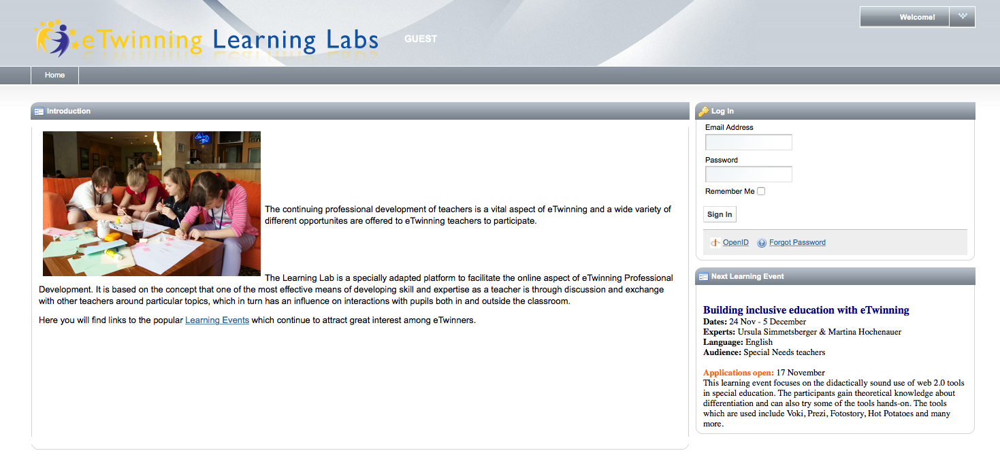 eTwinning Learning Labs
GUEST
Welcome!
Home
Introduction
The continuing professional development of teachers is a vital aspect of eTwinning and a wide variety of
different opportunites are offered to eTwinning teachers to participate.
The Learning Lab is a specially adapted platform to facilitate the online aspect of eTwinning Professional
Development. It is based on the concept that one of the most effective means of developing skill and expertise as a teacher is through discussion and exchange
with other teachers around particular topics, which in turn has an influence on interactions with pupils both in and outside the classroom.
Here you will find links to the popular Learning Events which continue to attract great interest among eTwinners.
Log In
Email Address
Password
Remember Me
Sign In
OpenID Forgot Password
Next Learning Event
Building inclusive education with eTwinning
Dates: 24 Nov - 5 December
Experts: Ursula Simmetsberger & Martina Hochenauer
Language: English
Audience: Special Needs teachers
Applications open: 17 November
This learning event focuses on the didactically sound use of web 2.0 tools
in special education. The participants gain theoretical knowledge about
differentiation and can also try some of the tools hands-on. The tools
which are used include Voki, Prezi, Fotostory, Hot Potatoes and many
more.